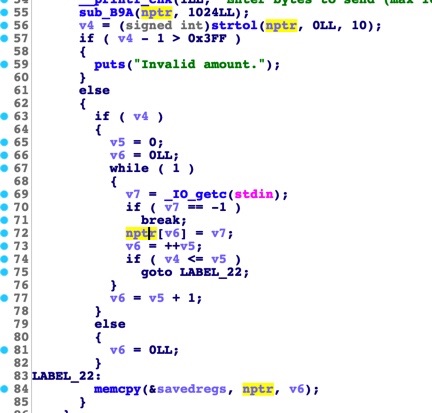 54 __printf_chk(1LL, "Enter bytes to send (max 1
55 sub_B9A(nptr, 1024LL);
56 v4 = (signed int)strtol(nptr, 0LL, 10);
57 if ( v4 - 1 > 0x3FF )
58 {
59 puts("Invalid amount.");
60 }
61 else
62 {
63 if ( v4 )
64 {
65 v5 = 0;
66 v6 = 0LL;
67 while ( 1 )
68 {
69 v7 = _IO_getc(stdin);
70 if ( v7 == -1 )
71 break;
72 nptr[v6] = v7;
73 v6 = ++v5;
74 if ( v4 <= v5 )
75 goto LABEL_22;
76 }
77 v6 = v5 + 1;
78 }
79 else
80 {
81 v6 = 0LL;
82 }
83 LABEL_22:
84 memcpy(&savedregs, nptr, v6);
85 }